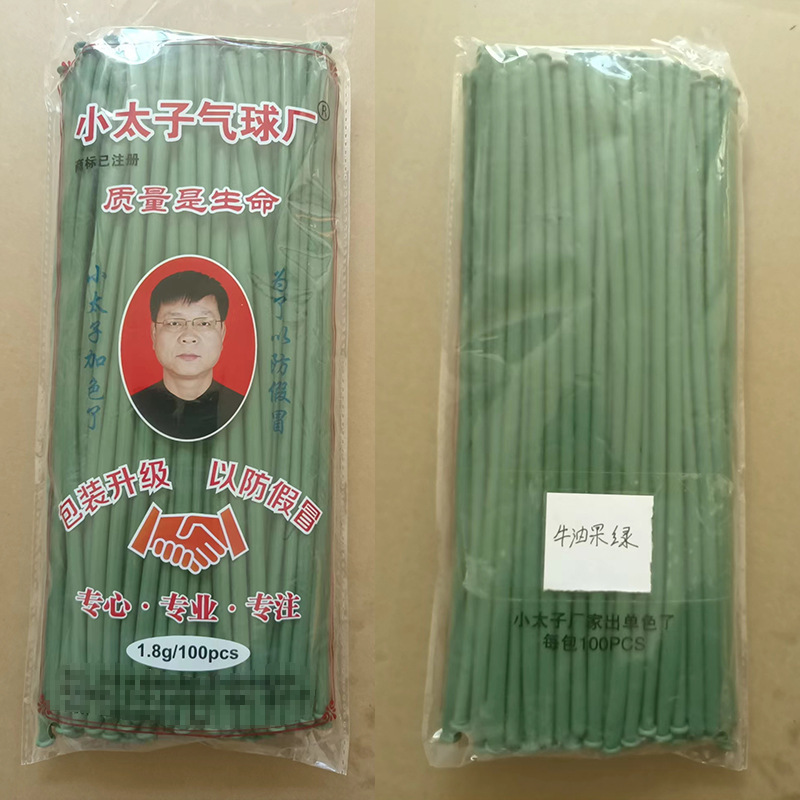 小太子气球厂®
商标已注册
质量是生命
小太子加色了
为了以防假冒
包装升级 以防假冒
专心·专业·专注
1.8g/100pcs
牛油果绿
小太子厂家出单色了
每包100PCS